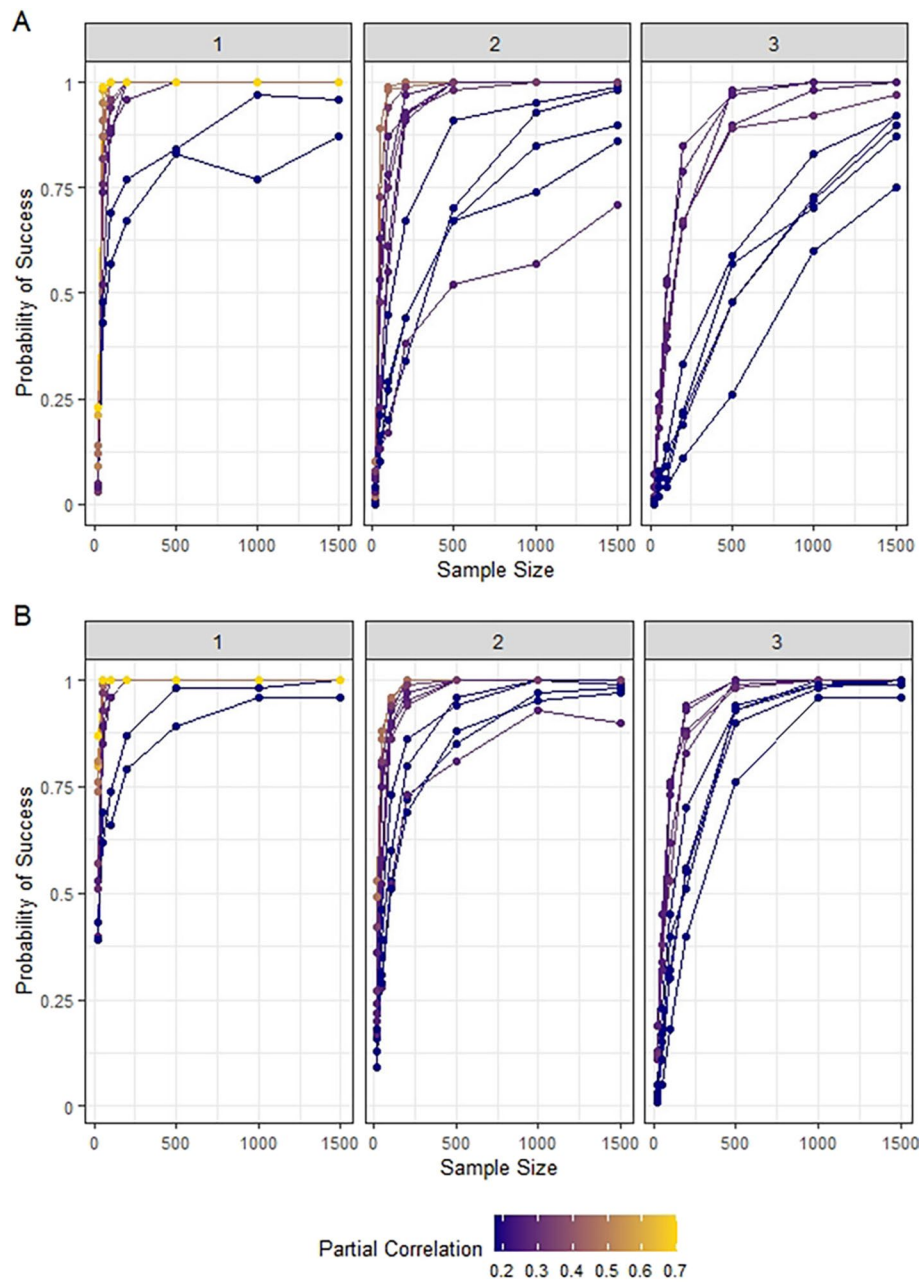 A
1 2 3
Probability of Success
1
0.75
0.5
0.25
0
0 500 1000 1500 0 500 1000 1500 0 500 1000 1500
Sample Size
B
1 2 3
Probability of Success
1
0.75
0.5
0.25
0
0 500 1000 1500 0 500 1000 1500 0 500 1000 1500
Sample Size
Partial Correlation
0.2 0.3 0.4 0.5 0.6 0.7